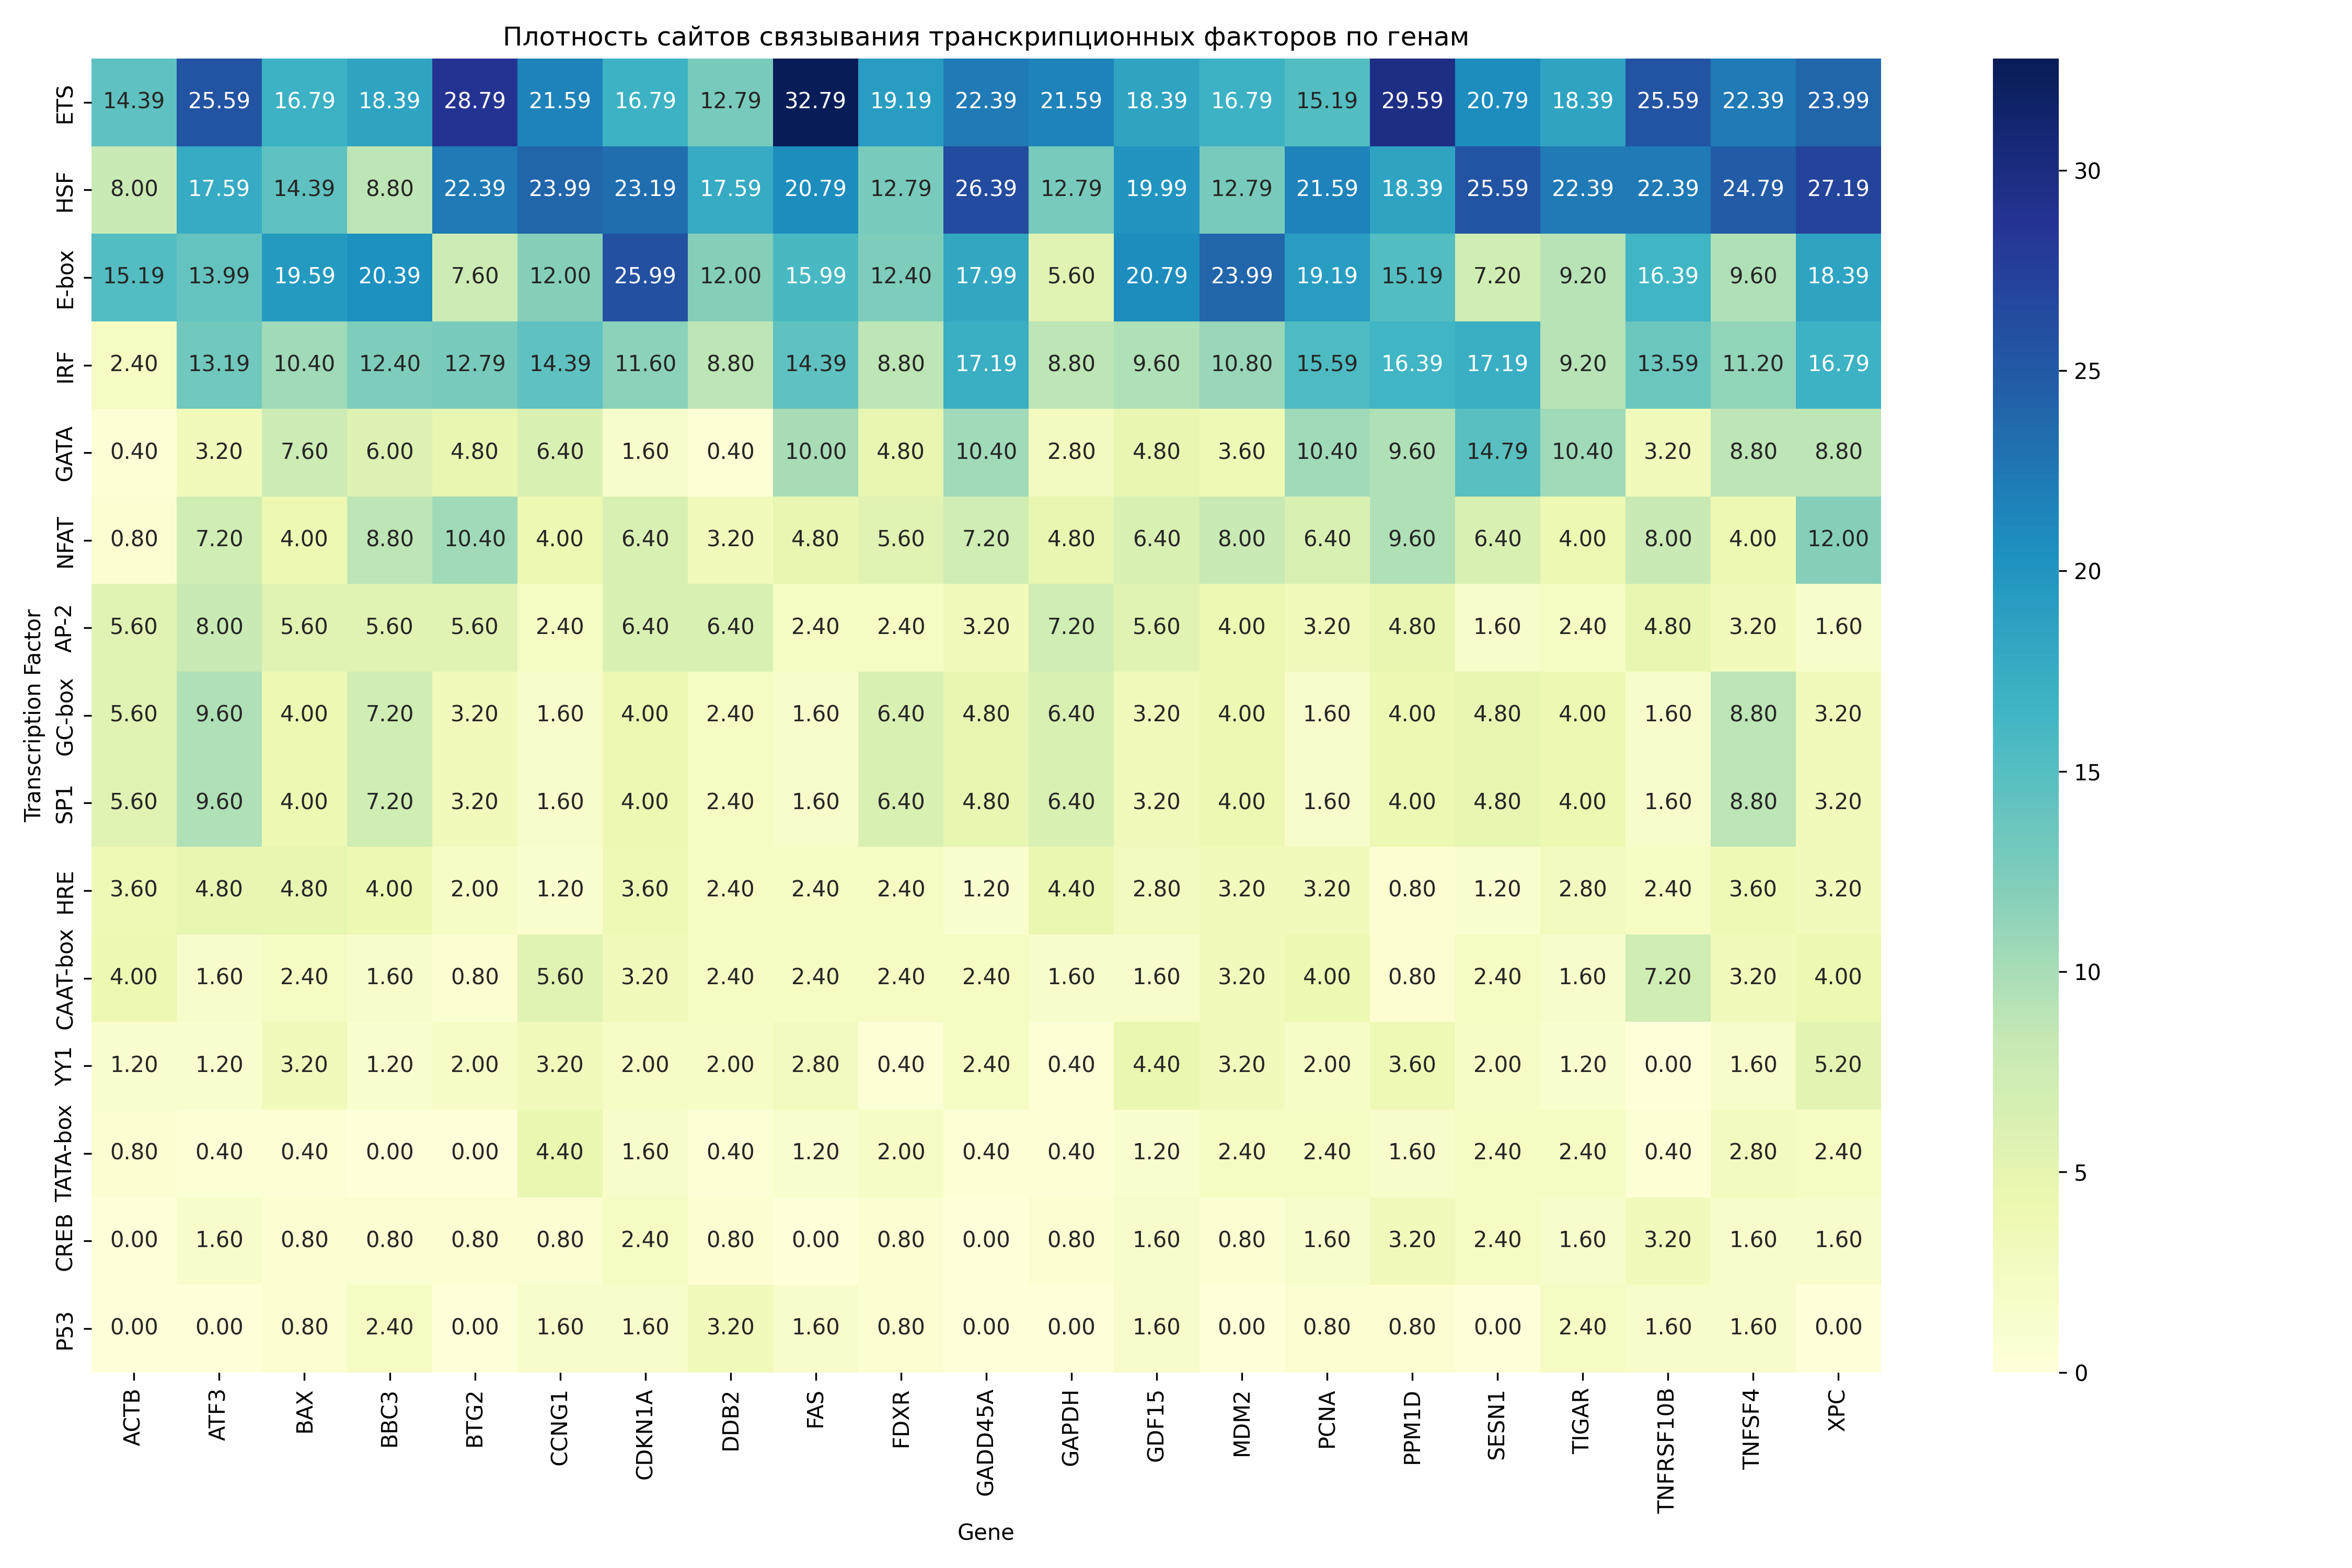 Плотность сайтов связывания транскрипционных факторов по генам
Transcription Factor
ETS 14.39 25.59 16.79 18.39 28.79 21.59 16.79 12.79 32.79 19.19 22.39 21.59 18.39 16.79 15.19 29.59 20.79 18.39 25.59 22.39 23.99
HSF 8.00 17.59 14.39 8.80 22.39 23.99 23.19 17.59 20.79 12.79 26.39 12.79 19.99 12.79 21.59 18.39 25.59 22.39 22.39 24.79 27.19
E-box 15.19 13.99 19.59 20.39 7.60 12.00 25.99 12.00 15.99 12.40 17.99 5.60 20.79 23.99 19.19 15.19 7.20 9.20 16.39 9.60 18.39
IRF 2.40 13.19 10.40 12.40 12.79 14.39 11.60 8.80 14.39 8.80 17.19 8.80 9.60 10.80 15.59 16.39 17.19 9.20 13.59 11.20 16.79
GATA 0.40 3.20 7.60 6.00 4.80 6.40 1.60 0.40 10.00 4.80 10.40 2.80 4.80 3.60 10.40 9.60 14.79 10.40 3.20 8.80 8.80
NFAT 0.80 7.20 4.00 8.80 10.40 4.00 6.40 3.20 4.80 5.60 7.20 4.80 6.40 8.00 6.40 9.60 6.40 4.00 8.00 4.00 12.00
AP-2 5.60 8.00 5.60 5.60 5.60 2.40 6.40 6.40 2.40 2.40 3.20 7.20 5.60 4.00 3.20 4.80 1.60 2.40 4.80 3.20 1.60
GC-box 5.60 9.60 4.00 7.20 3.20 1.60 4.00 2.40 1.60 6.40 4.80 6.40 3.20 4.00 1.60 4.00 4.80 4.00 1.60 8.80 3.20
SP1 5.60 9.60 4.00 7.20 3.20 1.60 4.00 2.40 1.60 6.40 4.80 6.40 3.20 4.00 1.60 4.00 4.80 4.00 1.60 8.80 3.20
HRE 3.60 4.80 4.80 4.00 2.00 1.20 3.60 2.40 2.40 2.40 1.20 4.40 2.80 3.20 3.20 0.80 1.20 2.80 2.40 3.60 3.20
CAAT-box 4.00 1.60 2.40 1.60 0.80 5.60 3.20 2.40 2.40 2.40 2.40 1.60 1.60 3.20 4.00 0.80 2.40 1.60 7.20 3.20 4.00
YY1 1.20 1.20 3.20 1.20 2.00 3.20 2.00 2.00 2.80 0.40 2.40 0.40 4.40 3.20 2.00 3.60 2.00 1.20 0.00 1.60 5.20
TATA-box 0.80 0.40 0.40 0.00 0.00 4.40 1.60 0.40 1.20 2.00 0.40 0.40 1.20 2.40 2.40 1.60 2.40 2.40 0.40 2.80 2.40
CREB 0.00 1.60 0.80 0.80 0.80 0.80 2.40 0.80 0.00 0.80 0.00 0.80 1.60 0.80 1.60 3.20 2.40 1.60 3.20 1.60 1.60
P53 0.00 0.00 0.80 2.40 0.00 1.60 1.60 3.20 1.60 0.80 0.00 0.00 1.60 0.00 0.80 0.80 0.00 2.40 1.60 1.60 0.00
ACTB ATF3 BAX BBC3 BTG2 CCNG1 CDKN1A DDB2 FAS FDXR GADD45A GAPDH GDF15 MDM2 PCNA PPM1D SESN1 TIGAR TNFRSF10B TNFSF4 XPC
Gene
30
25
20
15
10
5
0